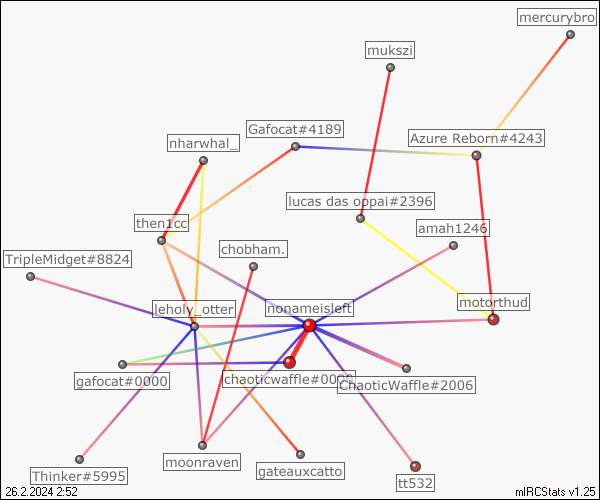 mercurybro
mukszi
Gafocat#4189
Azure Reborn#4243
nharwhal_
lucas das oppai#2396
then1cc
amah1246
chobham.
TripleMidget#8824
leholy_otter
nonameisleft
motorthud
gafocat#0000
chaoticwaffle#0000
ChaoticWaffle#2006
moonraven
gateauxcatto
Thinker#5995
tt532
26.2.2024 2:52
mIRCStats v1.25